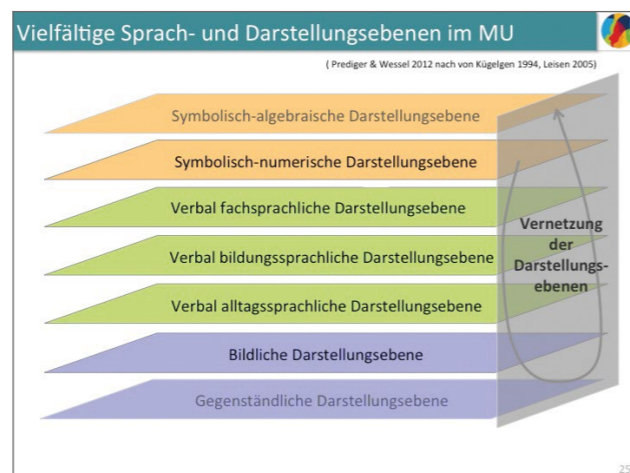 Vielfältige Sprach- und Darstellungsebenen im MU
( Prediger & Wessel 2012 nach von Kügelgen 1994, Leisen 2005)
Symbolisch-algebraische Darstellungsebene
Symbolisch-numerische Darstellungsebene
Verbal fachsprachliche Darstellungsebene
Verbal bildungssprachliche Darstellungsebene
Verbal alltagssprachliche Darstellungsebene
Bildliche Darstellungsebene
Gegenständliche Darstellungsebene
Vernetzung
der
Darstellungs-
ebenen
25